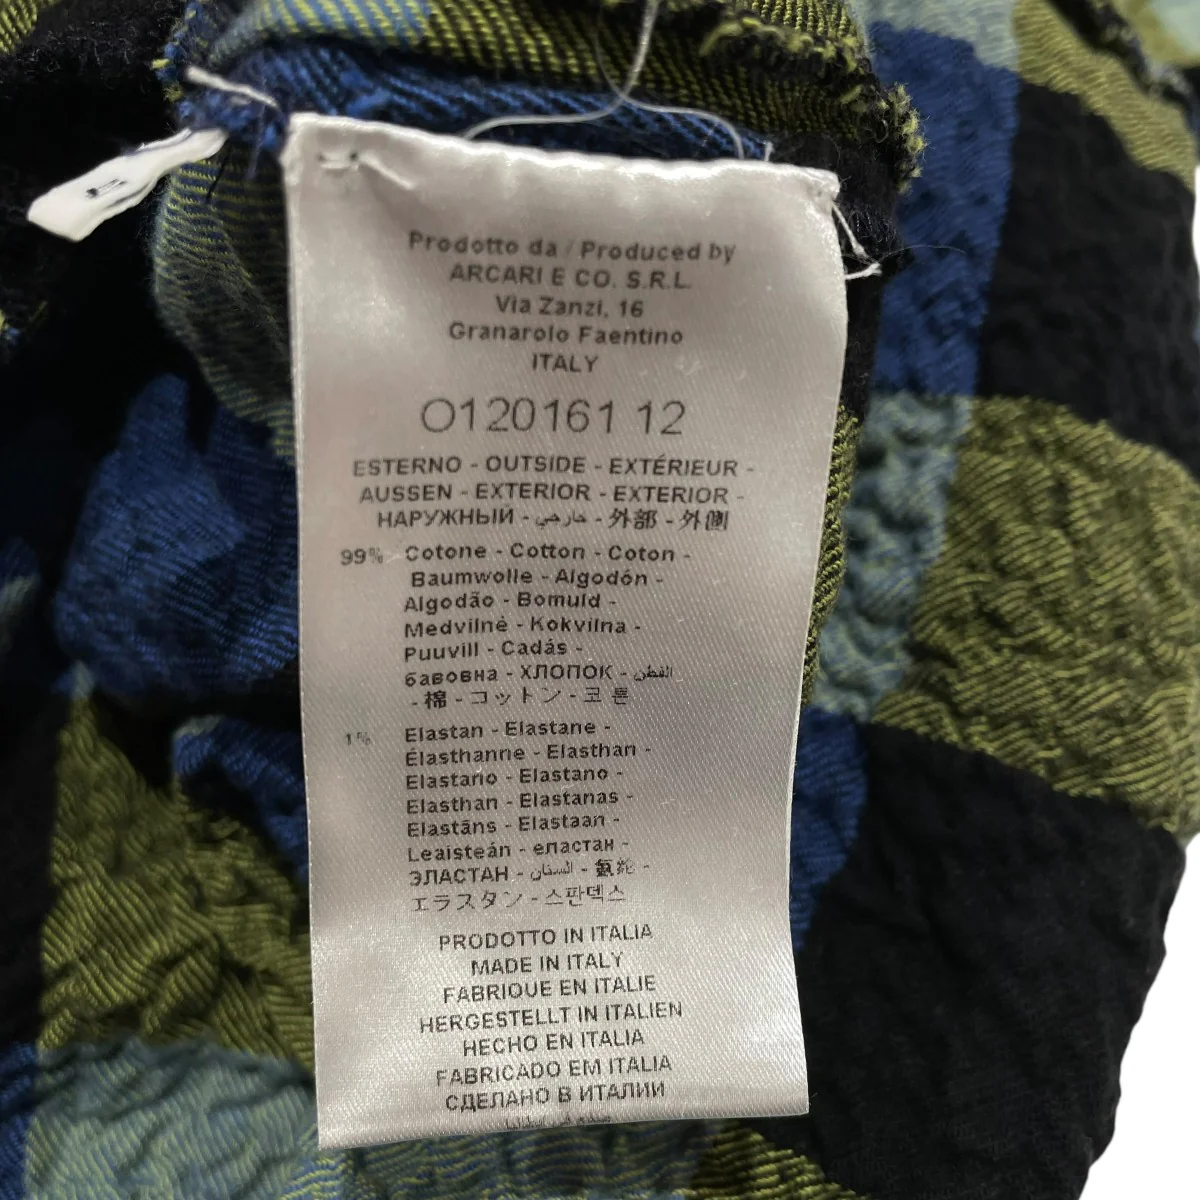 Prodotto da / Produced by
ARCARI E CO. S.R.L.
Via Zanzi, 16
Granarolo Faentino
ITALY
O120161 12
ESTERNO - OUTSIDE - EXTÉRIEUR -
AUSSEN - EXTERIOR - EXTERIOR -
НАРУЖНЫЙ - خارجي - 外部 - 外側
99% Cotone - Cotton - Coton -
Baumwolle - Algodón -
Algodão - Bomuld -
Medvilnė - Kokvilna -
Puuvill - Cadás -
бавовна - ХЛОПОК - القطن
- 棉 - コットン - 코튼
1% Elastan - Elastane -
Élasthanne - Elasthan -
Elastano - Elastano -
Elasthan - Elastanas -
Elastāns - Elastaan -
Leaisteán - еластан -
ЭЛАСТАН - الستان - 氨纶 -
エラスタン - 스판덱스
PRODOTTO IN ITALIA
MADE IN ITALY
FABRIQUE EN ITALIE
HERGESTELLT IN ITALIEN
HECHO EN ITALIA
FABRICADO EM ITALIA
СДЕЛАНО В ИТАЛИИ